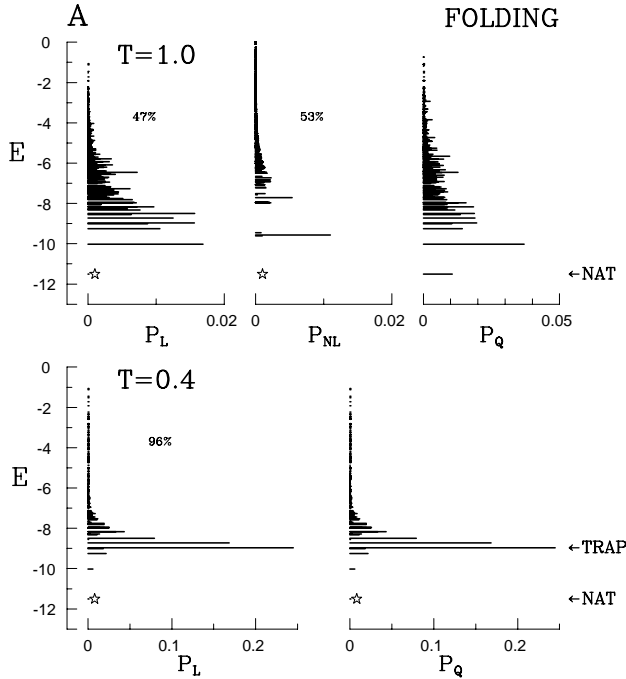 A
FOLDING
T=1.0
0
-2
-4
-6
-8
-10
-12
E
47%
53%
☆
☆
←NAT
0
0.02
0
0.02
0
0.05
P_L
P_NL
P_Q
T=0.4
0
-2
-4
-6
-8
-10
-12
E
96%
←TRAP
☆
☆
←NAT
0
0.1
0.2
0
0.1
0.2
P_L
P_Q